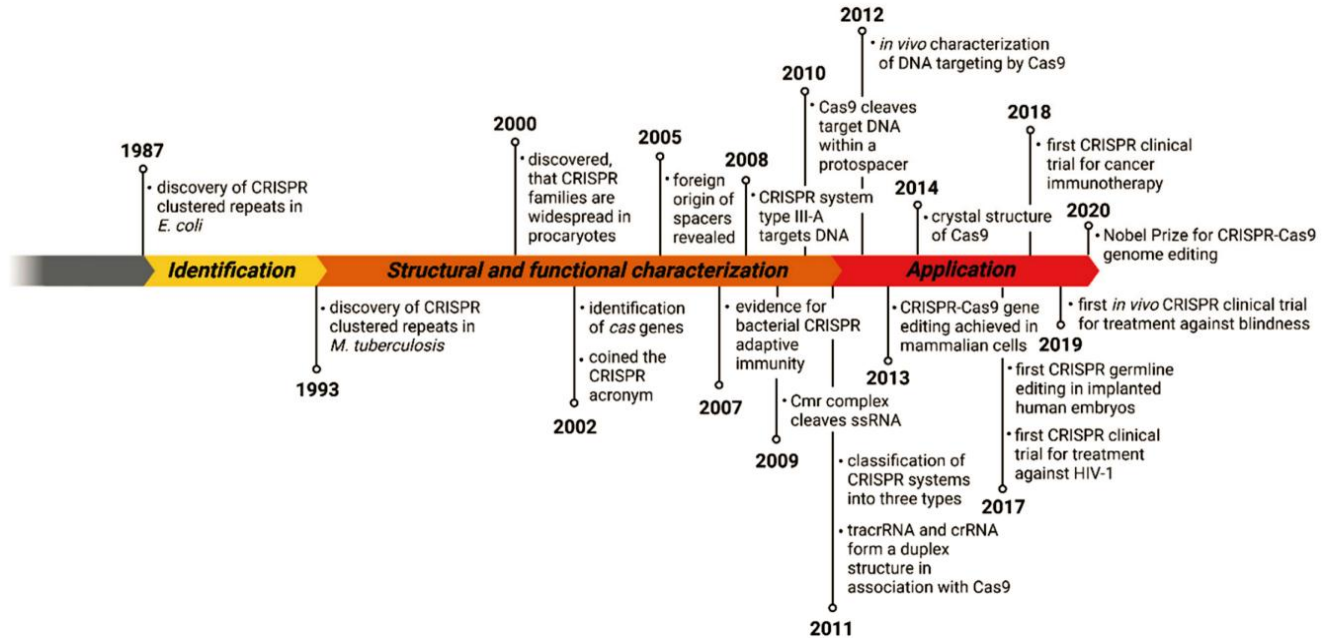 2012
• in vivo characterization
of DNA targeting by Cas9
2010
• Cas9 cleaves
target DNA
within a
protospacer
2018
• first CRISPR clinical
trial for cancer
immunotherapy
2000
• discovered,
that CRISPR
families are
widespread in
procaryotes
2005
• foreign
origin of
spacers
revealed
1987
• discovery of CRISPR
clustered repeats in
E. coli
2008
• CRISPR system
type III-A
targets DNA
2014
• crystal structure
of Cas9
2020
• Nobel Prize for CRISPR-Cas9
genome editing
Identification
Structural and functional characterization
Application
• discovery of CRISPR
clustered repeats in
M. tuberculosis
1993
• identification
of cas genes
• coined the
CRISPR
acronym
2002
• evidence for
bacterial CRISPR
adaptive
immunity
2007
• Cmr complex
cleaves ssRNA
2009
• classification of
CRISPR systems
into three types
• tracrRNA and crRNA
form a duplex
structure in
association with Cas9
2011
• CRISPR-Cas9 gene
editing achieved in
mammalian cells
2013
• first in vivo CRISPR clinical trial
for treatment against blindness
2019
• first CRISPR germline
editing in implanted
human embryos
• first CRISPR clinical
trial for treatment
against HIV-1
2017